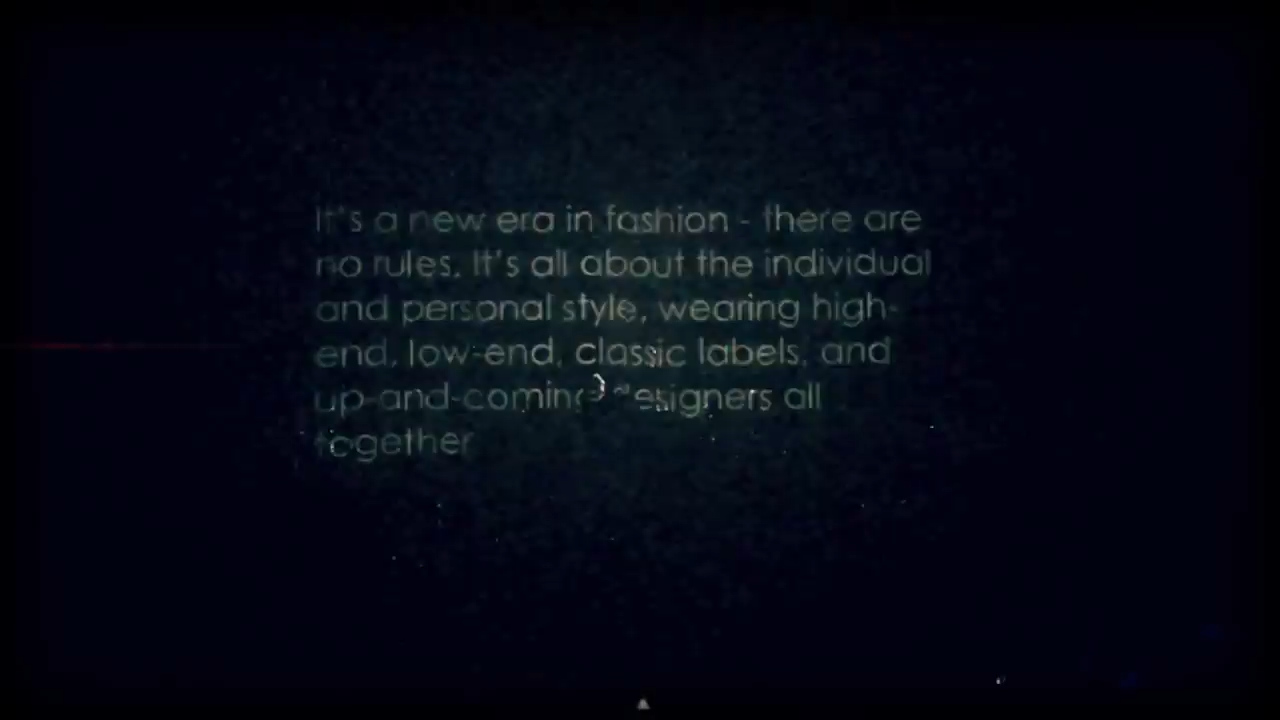 It's a new era in fashion - there are
no rules. It's all about the individual
and personal style, wearing high-
end, low-end, classic labels, and
up-and-coming designers all
together